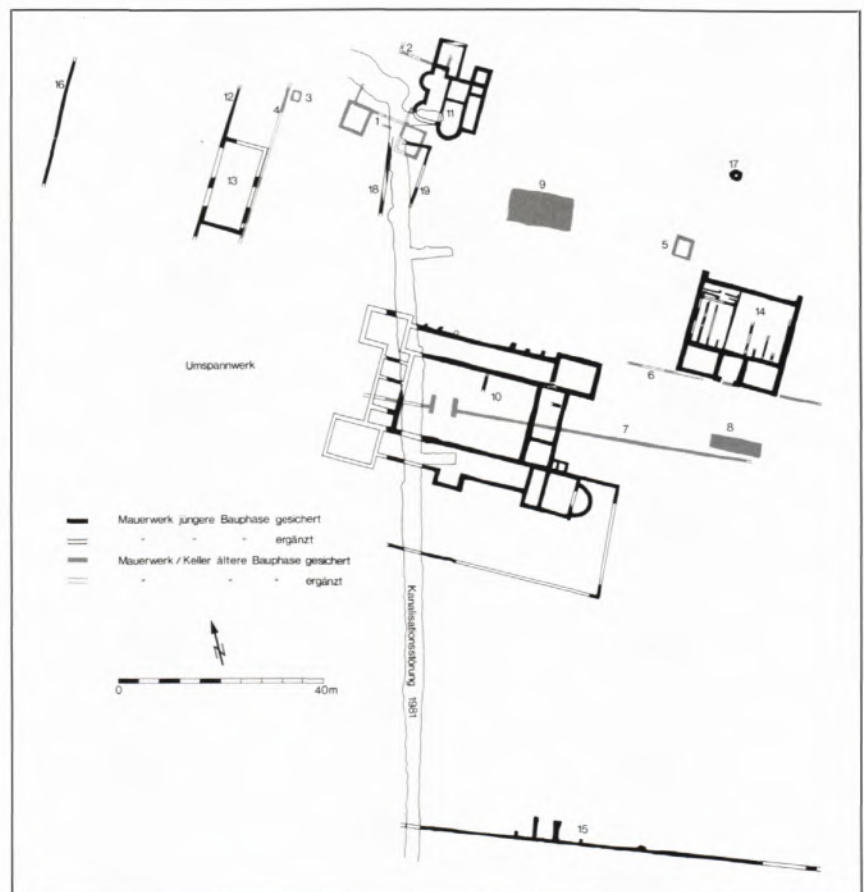 16
12
4
3
2
11
1
13
18
19
9
17
5
14
Umspannwerk
10
6
7
8
Mauerwerk jüngere Bauphase gesichert
" " " ergänzt
Mauerwerk / Keller ältere Bauphase gesichert
" " " ergänzt
Kanalisationsstörung 1981
N
0 40m
15